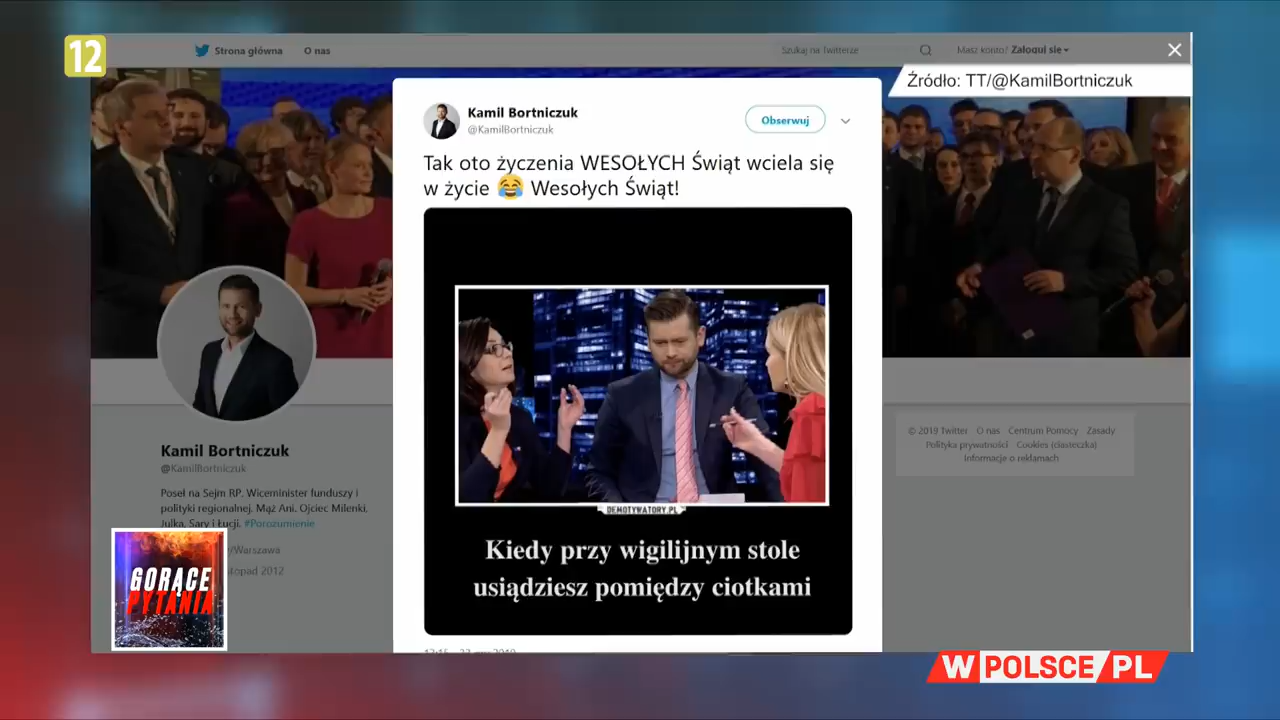 12
Strona główna O nas
Szukaj na Twitterze
Masz konto? Zaloguj się
Źródło: TT/@KamilBortniczuk
Kamil Bortniczuk
@KamilBortniczuk
Obserwuj
Tak oto życzenia WESOŁYCH Świąt wciela się
w życie 😂 Wesołych Świąt!
DEMOTYWATORY.PL
Kiedy przy wigilijnym stole
usiądziesz pomiędzy ciotkami
Kamil Bortniczuk
@KamilBortniczuk
Poseł na Sejm RP. Wiceminister funduszy i
polityki regionalnej. Mąż Ani. Ojciec Milenki,
Julka, Sary i Łucji. #Porozumienie
/Warszawa
2012
© 2019 Twitter O nas Centrum Pomocy Zasady
Polityka prywatności Cookies (ciasteczka)
Informacje o reklamach
GORĄCE
PYTANIA
WPOLSCE/PL